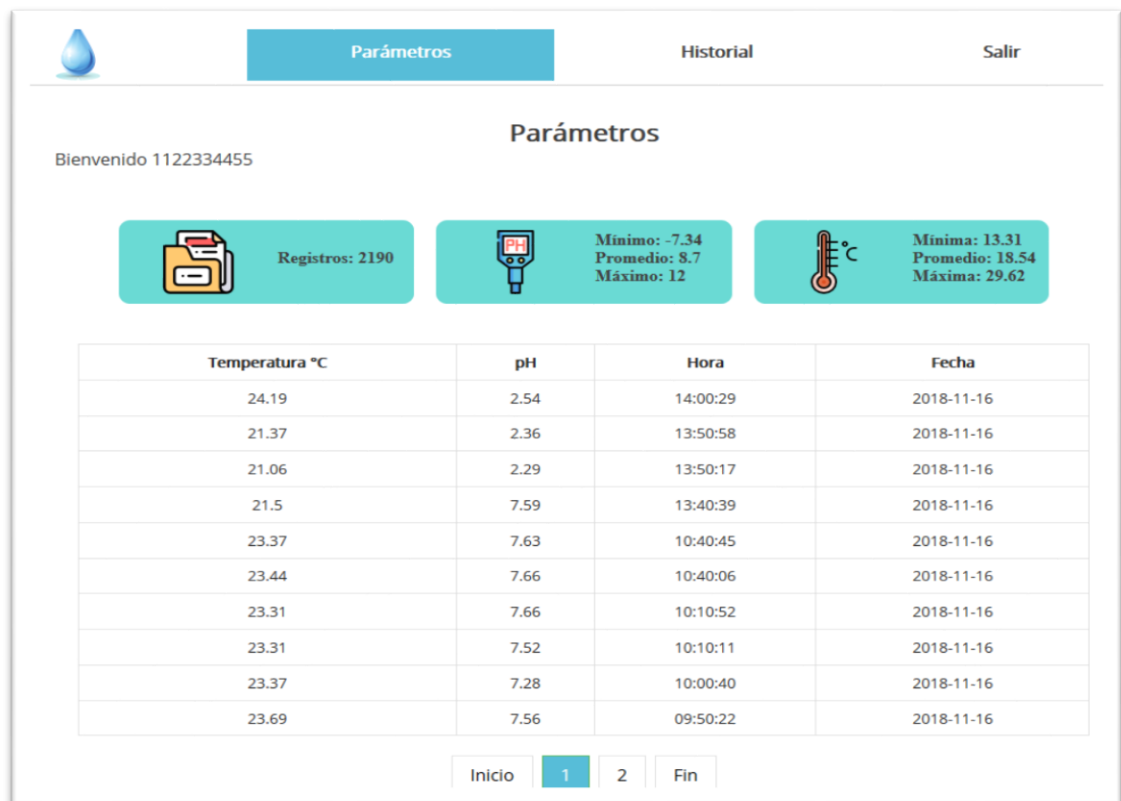 Parámetros Historial Salir
Parámetros
Bienvenido 1122334455
Registros: 2190
PH
Mínimo: -7.34
Promedio: 8.7
Máximo: 12
°C
Mínima: 13.31
Promedio: 18.54
Máxima: 29.62
Temperatura °C pH Hora Fecha
24.19 2.54 14:00:29 2018-11-16
21.37 2.36 13:50:58 2018-11-16
21.06 2.29 13:50:17 2018-11-16
21.5 7.59 13:40:39 2018-11-16
23.37 7.63 10:40:45 2018-11-16
23.44 7.66 10:40:06 2018-11-16
23.31 7.66 10:10:52 2018-11-16
23.31 7.52 10:10:11 2018-11-16
23.37 7.28 10:00:40 2018-11-16
23.69 7.56 09:50:22 2018-11-16
Inicio 1 2 Fin